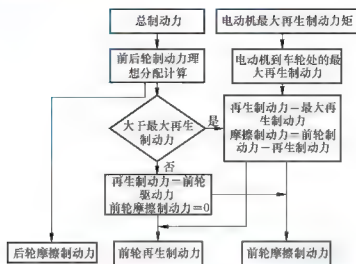 总制动力
电动机最大再生制动力矩
前后轮制动力理
想分配计算
电动机到车轮处的最
大再生制动力
大于最大再生
制动力
是
再生制动力—最大再
生制动力
摩擦制动力=前轮制
动力—再生制动力
否
再生制动力—前轮
驱动力
前轮摩擦制动力=0
后轮摩擦制动力
前轮再生制动力
前轮摩擦制动力